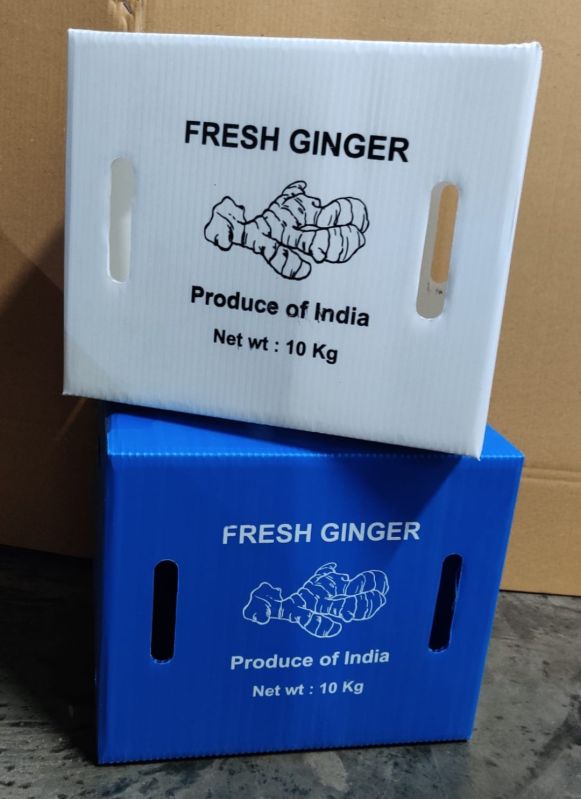 FRESH GINGER
Produce of India
Net wt : 10 Kg
FRESH GINGER
Produce of India
Net wt : 10 Kg